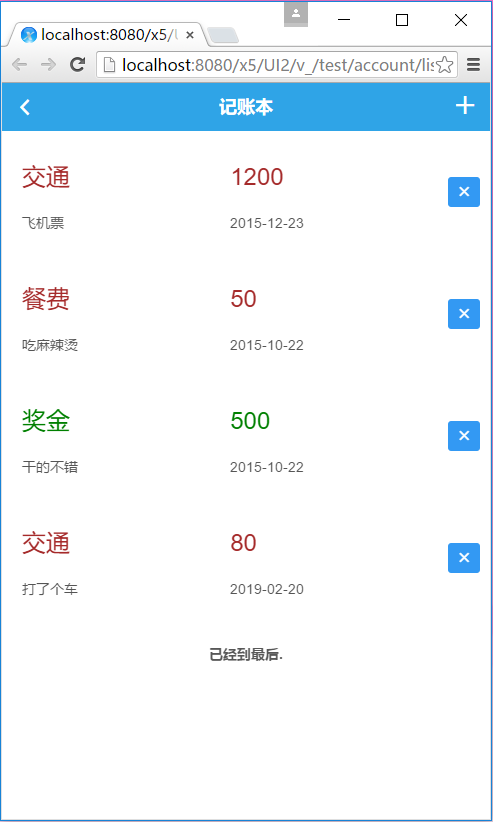 localhost:8080/x5/
localhost:8080/x5/UI2/v_/test/account/lis
记账本
交通 1200
飞机票 2015-12-23
餐费 50
吃麻辣烫 2015-10-22
奖金 500
干的不错 2015-10-22
交通 80
打了个车 2019-02-20
已经到最后.